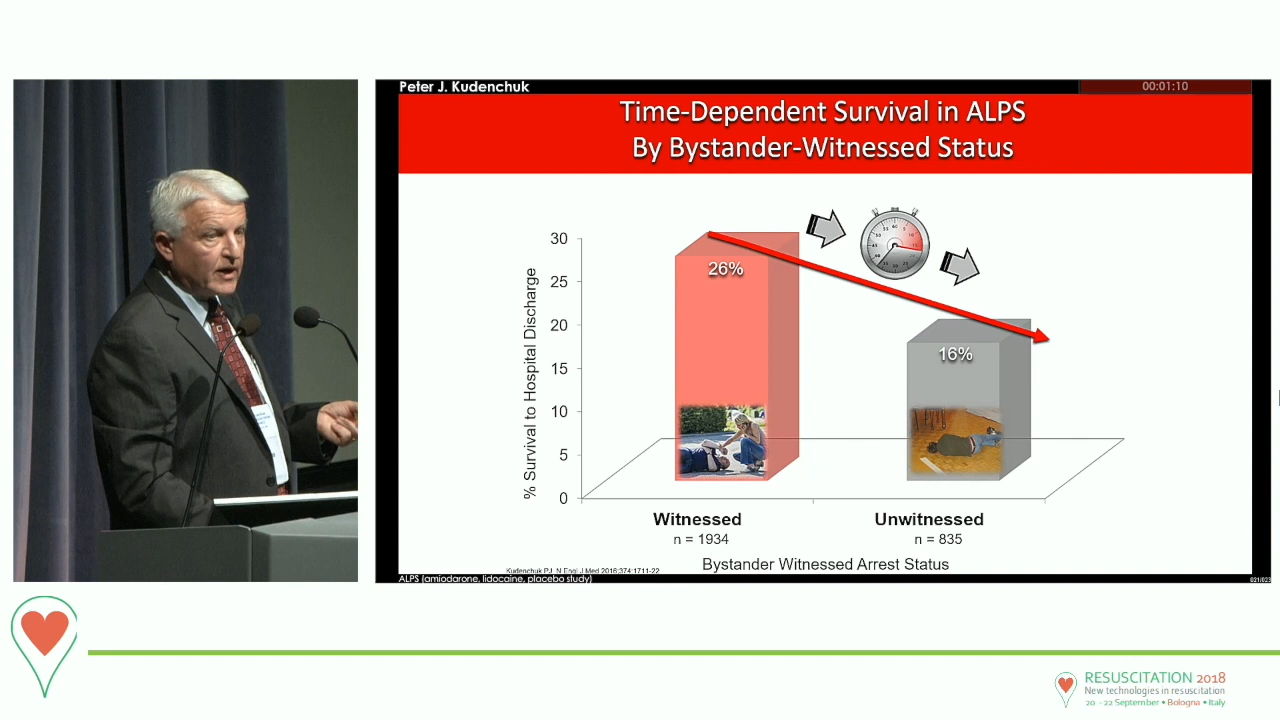 Peter J. Kudenchuk
00:01:10
Time-Dependent Survival in ALPS
By Bystander-Witnessed Status
30
25
20
15
10
5
0
% Survival to Hospital Discharge
26%
16%
Witnessed
n = 1934
Unwitnessed
n = 835
Bystander Witnessed Arrest Status
Kudenchuk PJ, N Engl J Med 2016;374:1711-22
ALPS (amiodarone, lidocaine, placebo study)
021/023
RESUSCITATION 2018
New technologies in resuscitation
20 - 22 September • Bologna • Italy